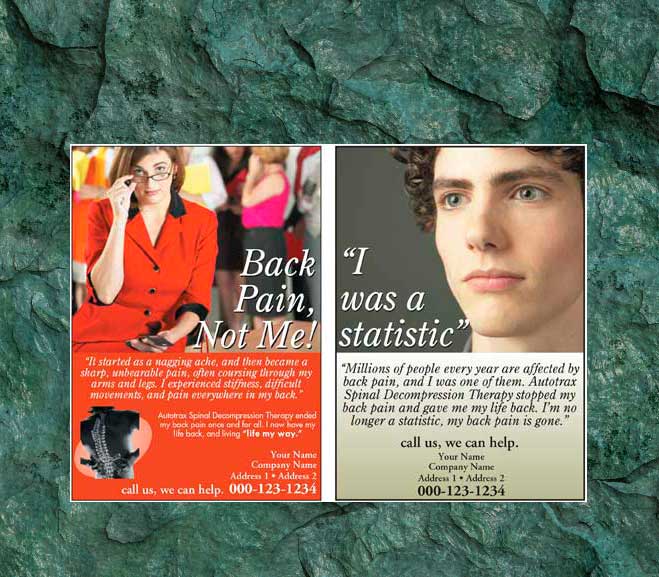 Back
Pain,
Not Me!
“It started as a nagging ache, and then became a
sharp, unbearable pain, often coursing through my
arms and legs. I experienced stiffness, difficult
movements, and pain everywhere in my back.”
Autotrax Spinal Decompression Therapy ended
my back pain once and for all. I now have my
life back, and living “life my way.”
Your Name
Company Name
Address 1 • Address 2
call us, we can help. 000-123-1234
“I
was a
statistic”
“Millions of people every year are affected by
back pain, and I was one of them. Autotrax
Spinal Decompression Therapy stopped my
back pain and gave me my life back. I’m no
longer a statistic, my back pain is gone.”
call us, we can help.
Your Name
Company Name
Address 1 • Address 2
000-123-1234